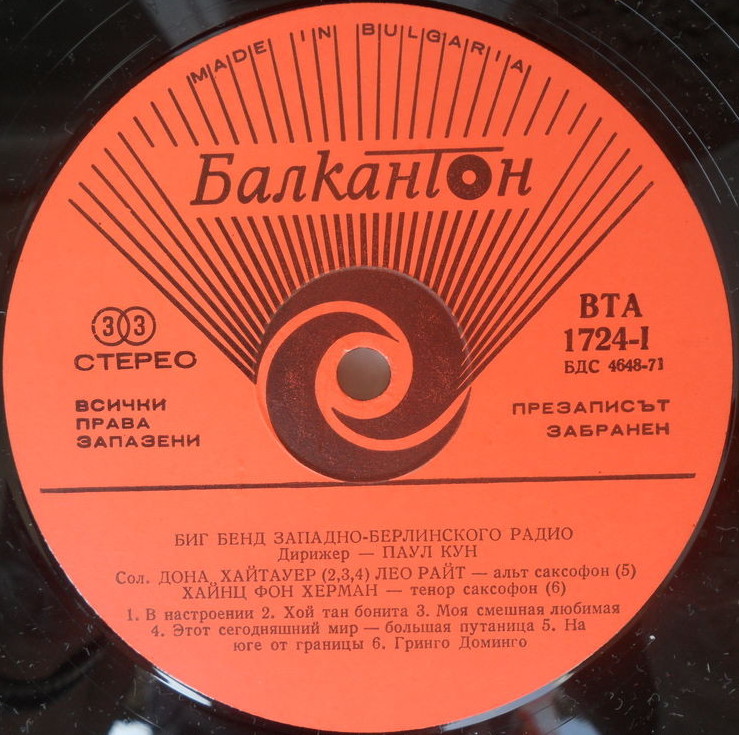 MADE IN BULGARIA
Балкантон
33
СТЕРЕО
ВСИЧКИ
ПРАВА
ЗАПАЗЕНИ
ВТА
1724-I
БДС 4648-71
ПРЕЗАПИСЪТ
ЗАБРАНЕН
БИГ БЕНД ЗАПАДНО-БЕРЛИНСКОГО РАДИО
Дирижер — ПАУЛ КУН
Сол. ДОНА ХАЙТАУЕР (2,3,4) ЛЕО РАЙТ — альт саксофон (5)
ХАЙНЦ ФОН ХЕРМАН — тенор саксофон (6)
1. В настроении 2. Хой тан бонита 3. Моя смешная любимая
4. Этот сегодняшний мир — большая путаница 5. На
юге от границы 6. Гринго Доминго